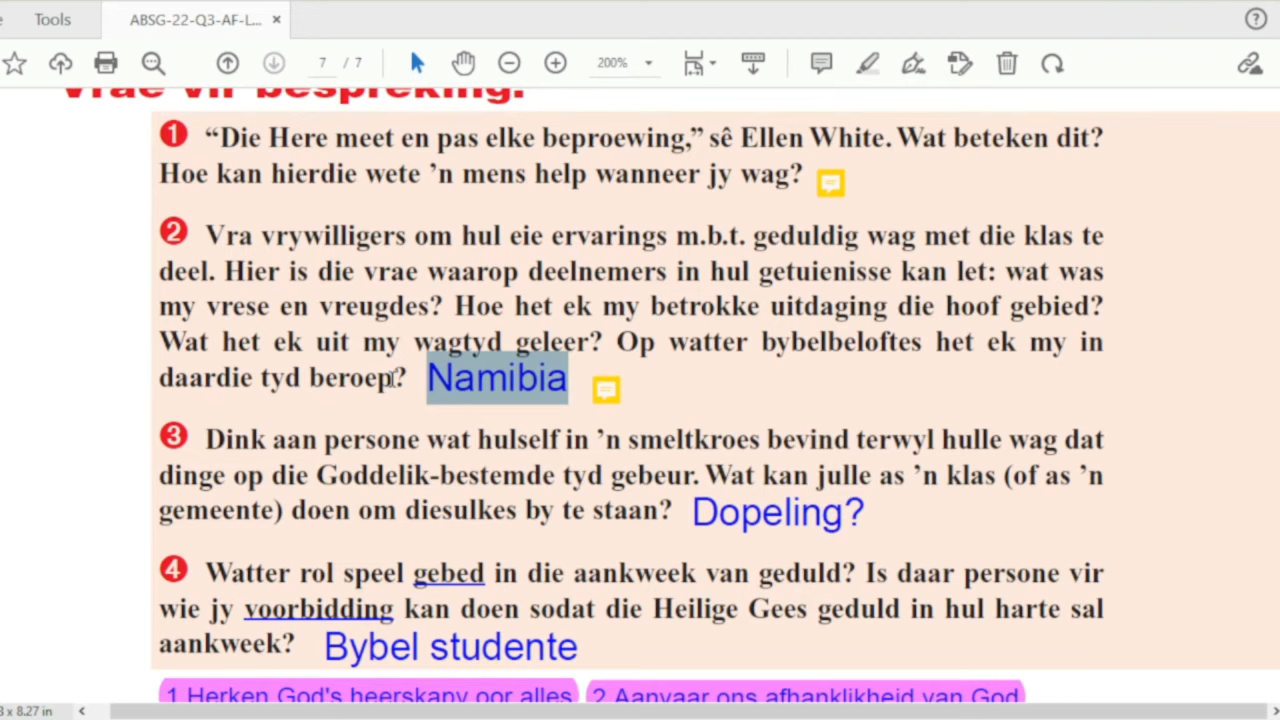 Tools
ABSG-22-Q3-AF-L... ×
7 / 7
200%
Vrae vir bespreking:
1 “Die Here meet en pas elke beproewing,” sê Ellen White. Wat beteken dit?
Hoe kan hierdie wete ’n mens help wanneer jy wag?
2 Vra vrywilligers om hul eie ervarings m.b.t. geduldig wag met die klas te
deel. Hier is die vrae waarop deelnemers in hul getuienisse kan let: wat was
my vrese en vreugdes? Hoe het ek my betrokke uitdaging die hoof gebied?
Wat het ek uit my wagtyd geleer? Op watter bybelbeloftes het ek my in
daardie tyd beroep? Namibia
3 Dink aan persone wat hulself in ’n smeltkroes bevind terwyl hulle wag dat
dinge op die Goddelik-bestemde tyd gebeur. Wat kan julle as ’n klas (of as ’n
gemeente) doen om diesulkes by te staan? Dopeling?
4 Watter rol speel gebed in die aankweek van geduld? Is daar persone vir
wie jy voorbidding kan doen sodat die Heilige Gees geduld in hul harte sal
aankweek? Bybel studente
1 Herken God's heerskapy oor alles 2 Aanvaar ons afhanklikheid van God
x 8.27 in